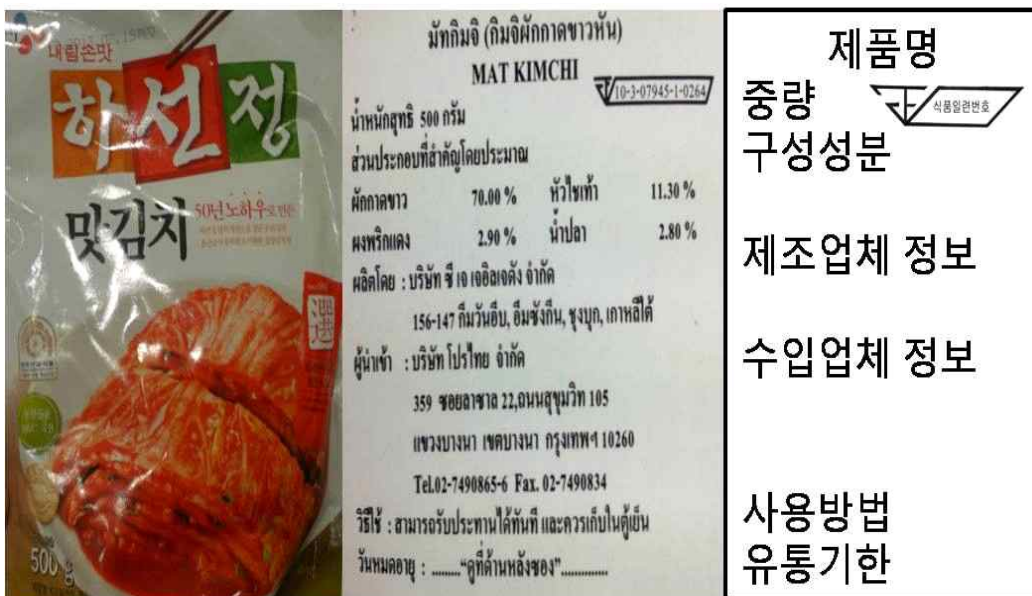 내림손맛
하선정
맛김치
50년 노하우로 만든
選
500 g
มัทกิมจิ (กิมจิผักกาดขาวหั่น)
MAT KIMCHI
10-3-07945-1-0264
น้ำหนักสุทธิ 500 กรัม
ส่วนประกอบที่สำคัญโดยประมาณ
ผักกาดขาว 70.00 % หัวไชเท้า 11.30 %
ผงพริกแดง 2.90 % น้ำปลา 2.80 %
ผลิตโดย : บริษัท ซี เจ เจอิลเจดัง จำกัด
156-147 กึมวันอึบ, อึมซังกึน, ชุงบุก, เกาหลีใต้
ผู้นำเข้า : บริษัท โปรไทย จำกัด
359 ซอยลาซาล 22,ถนนสุขุมวิท 105
แขวงบางนา เขตบางนา กรุงเทพฯ 10260
Tel.02-7490865-6 Fax. 02-7490834
วิธีใช้ : สามารถรับประทานได้ทันที และควรเก็บในตู้เย็น
วันหมดอายุ : ........"ดูที่ด้านหลังซอง".............
제품명
중량
식품일련번호
구성성분
제조업체 정보
수입업체 정보
사용방법
유통기한